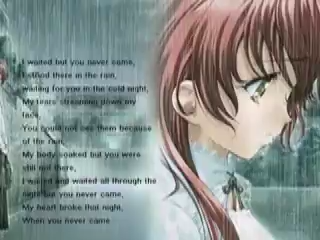 I waited but you never came,
I stand there in the rain,
waiting for you in the cold night,
My tears streaming down my
face,
You could not see them because
of the rain,
My body soaked but you were
still not there,
I waited and waited all through the
night but you never came,
My heart broke that night,
When you never came